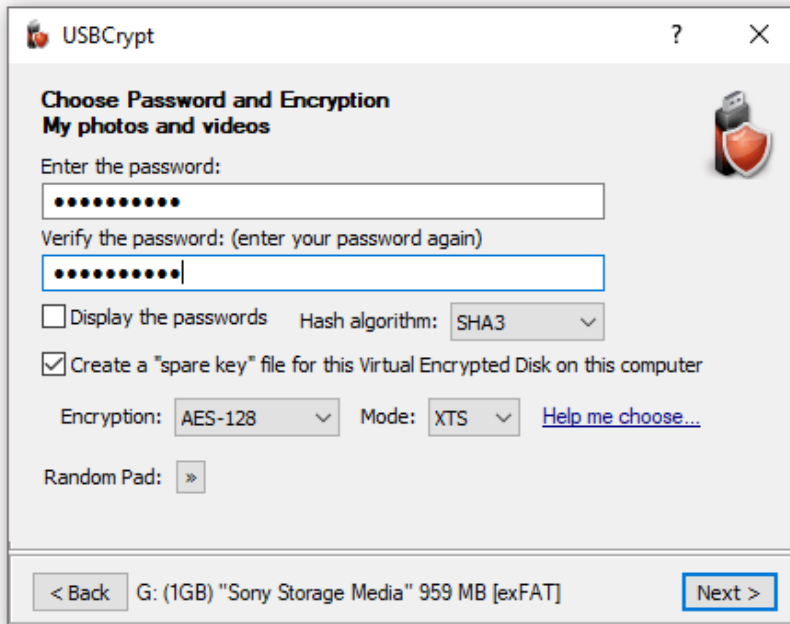 USBCrypt ?
Choose Password and Encryption
My photos and videos
Enter the password:
••••••••••
Verify the password: (enter your password again)
••••••••••
Display the passwords Hash algorithm: SHA3
Create a "spare key" file for this Virtual Encrypted Disk on this computer
Encryption: AES-128 Mode: XTS Help me choose...
Random Pad: »
< Back G: (1GB) "Sony Storage Media" 959 MB [exFAT] Next >